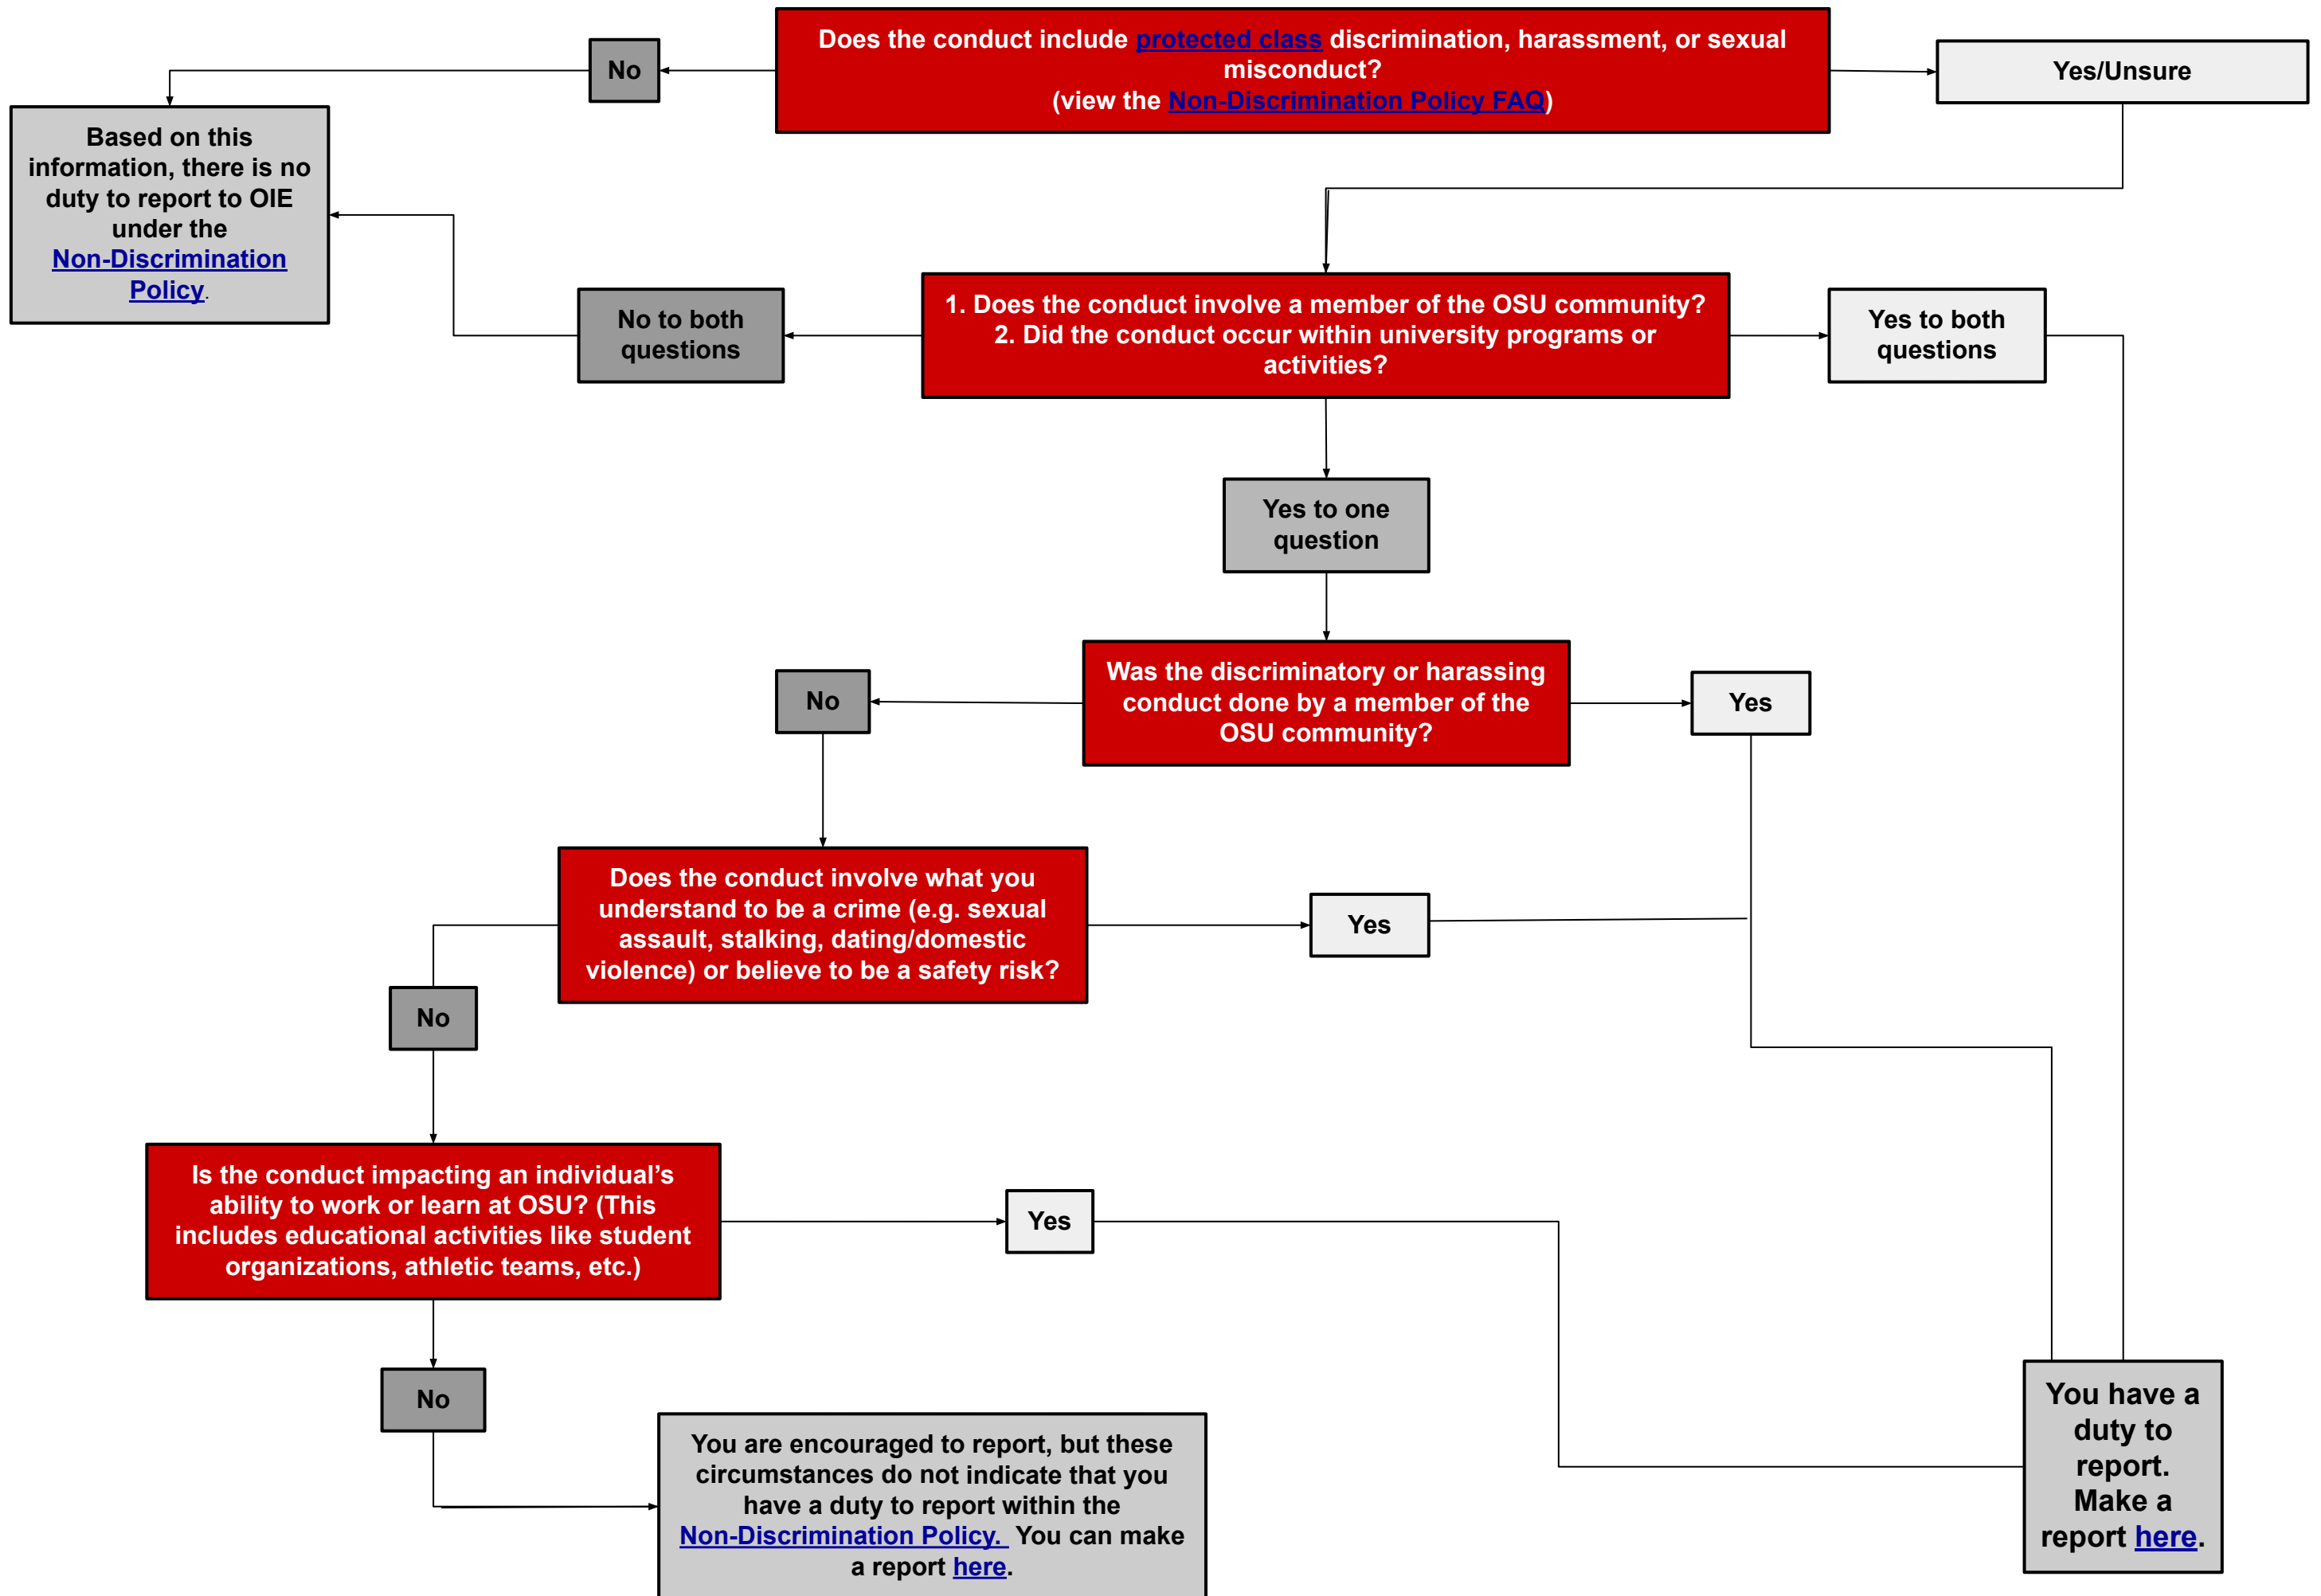 Does the conduct include protected class discrimination, harassment, or sexual
misconduct?
(view the Non-Discrimination Policy FAQ)
No
Yes/Unsure
Based on this
information, there is no
duty to report to OIE
under the
Non-Discrimination
Policy.
1. Does the conduct involve a member of the OSU community?
2. Did the conduct occur within university programs or
activities?
No to both
questions
Yes to both
questions
Yes to one
question
Was the discriminatory or harassing
conduct done by a member of the
OSU community?
No
Yes
Does the conduct involve what you
understand to be a crime (e.g. sexual
assault, stalking, dating/domestic
violence) or believe to be a safety risk?
Yes
No
Is the conduct impacting an individual’s
ability to work or learn at OSU? (This
includes educational activities like student
organizations, athletic teams, etc.)
Yes
No
You are encouraged to report, but these
circumstances do not indicate that you
have a duty to report within the
Non-Discrimination Policy. You can make
a report here.
You have a
duty to
report.
Make a
report here.